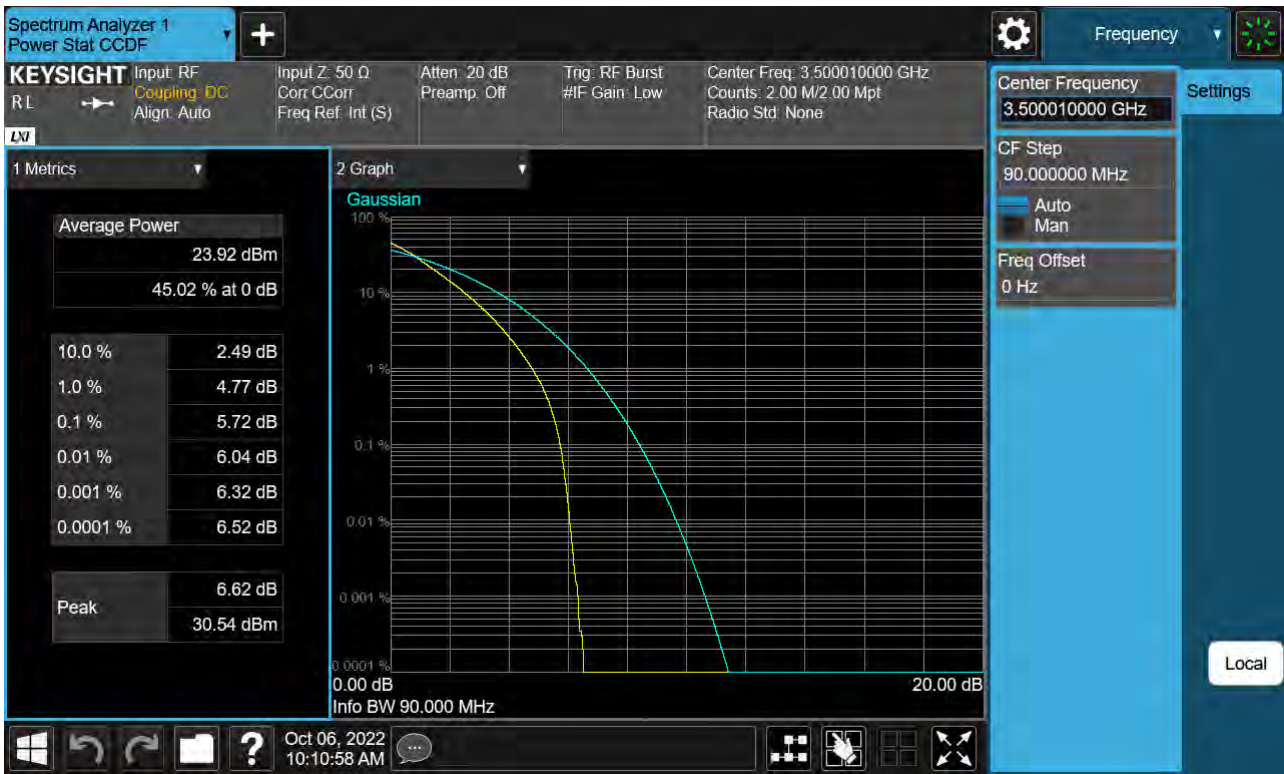 Spectrum Analyzer 1
Power Stat CCDF
Frequency
KEYSIGHT
R L
LXI
Input: RF
Coupling: DC
Align: Auto
Input Z: 50 Ω
Corr CCorr
Freq Ref: Int (S)
Atten: 20 dB
Preamp: Off
Trig: RF Burst
#IF Gain: Low
Center Freq: 3.500010000 GHz
Counts: 2.00 M/2.00 Mpt
Radio Std: None
Center Frequency
3.500010000 GHz
Settings
CF Step
90.000000 MHz
Auto
Man
Freq Offset
0 Hz
Local
1 Metrics
Average Power
23.92 dBm
45.02 % at 0 dB
10.0 % 2.49 dB
1.0 % 4.77 dB
0.1 % 5.72 dB
0.01 % 6.04 dB
0.001 % 6.32 dB
0.0001 % 6.52 dB
Peak
6.62 dB
30.54 dBm
2 Graph
Gaussian
100 %
10 %
1 %
0.1 %
0.01 %
0.001 %
0.0001 %
0.00 dB 20.00 dB
Info BW 90.000 MHz
Oct 06, 2022
10:10:58 AM